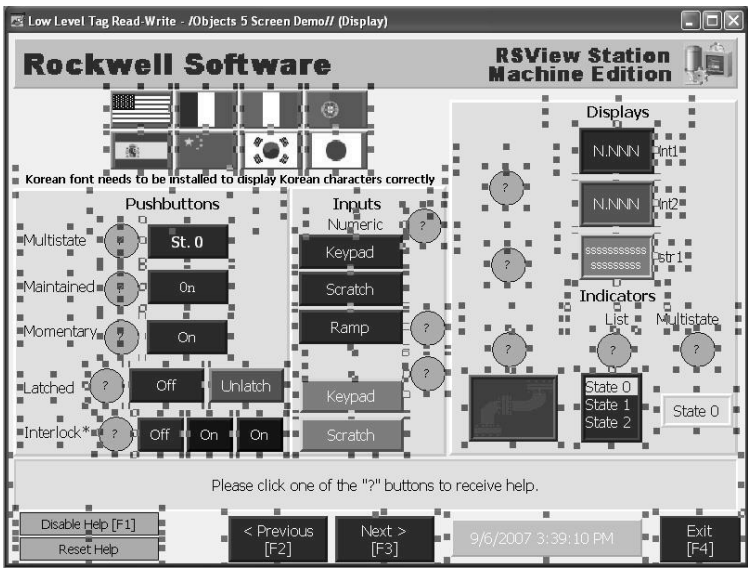 Low Level Tag Read-Write - /Objects 5 Screen Demo// (Display)
Rockwell Software
RSView Station
Machine Edition
Korean font needs to be installed to display Korean characters correctly
Pushbuttons
Multistate
?
St. 0
Maintained
?
On
Momentary
?
On
Latched
?
Off
Unlatch
Interlock*
?
Off
On
On
Inputs
Numeric
?
Keypad
Scratch
Ramp
?
?
Keypad
Scratch
Displays
?
N.NNN
Int1
N.NNN
Int2
?
SSSSSSSSSSS
SSSSSSSSS
str1
Indicators
List
Multistate
?
?
?
State 0
State 1
State 2
State 0
Please click one of the "?" buttons to receive help.
Disable Help [F1]
Reset Help
< Previous
[F2]
Next >
[F3]
9/6/2007 3:39:10 PM
Exit
[F4]